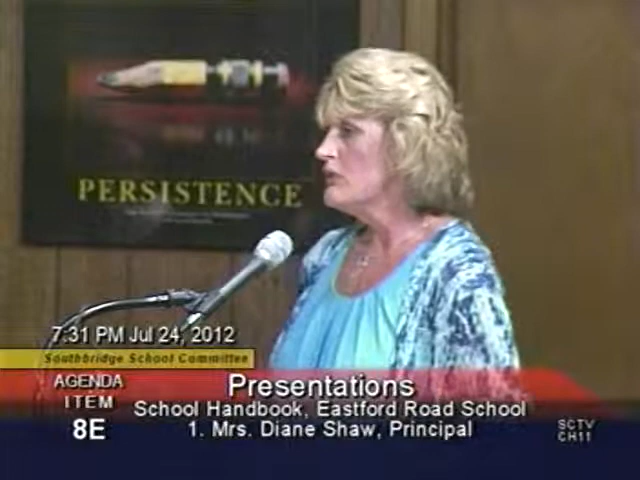 PERSISTENCE
7:31 PM Jul 24, 2012
Southbridge School Committee
AGENDA
ITEM
8E
Presentations
School Handbook, Eastford Road School
1. Mrs. Diane Shaw, Principal
SCTV
CH11